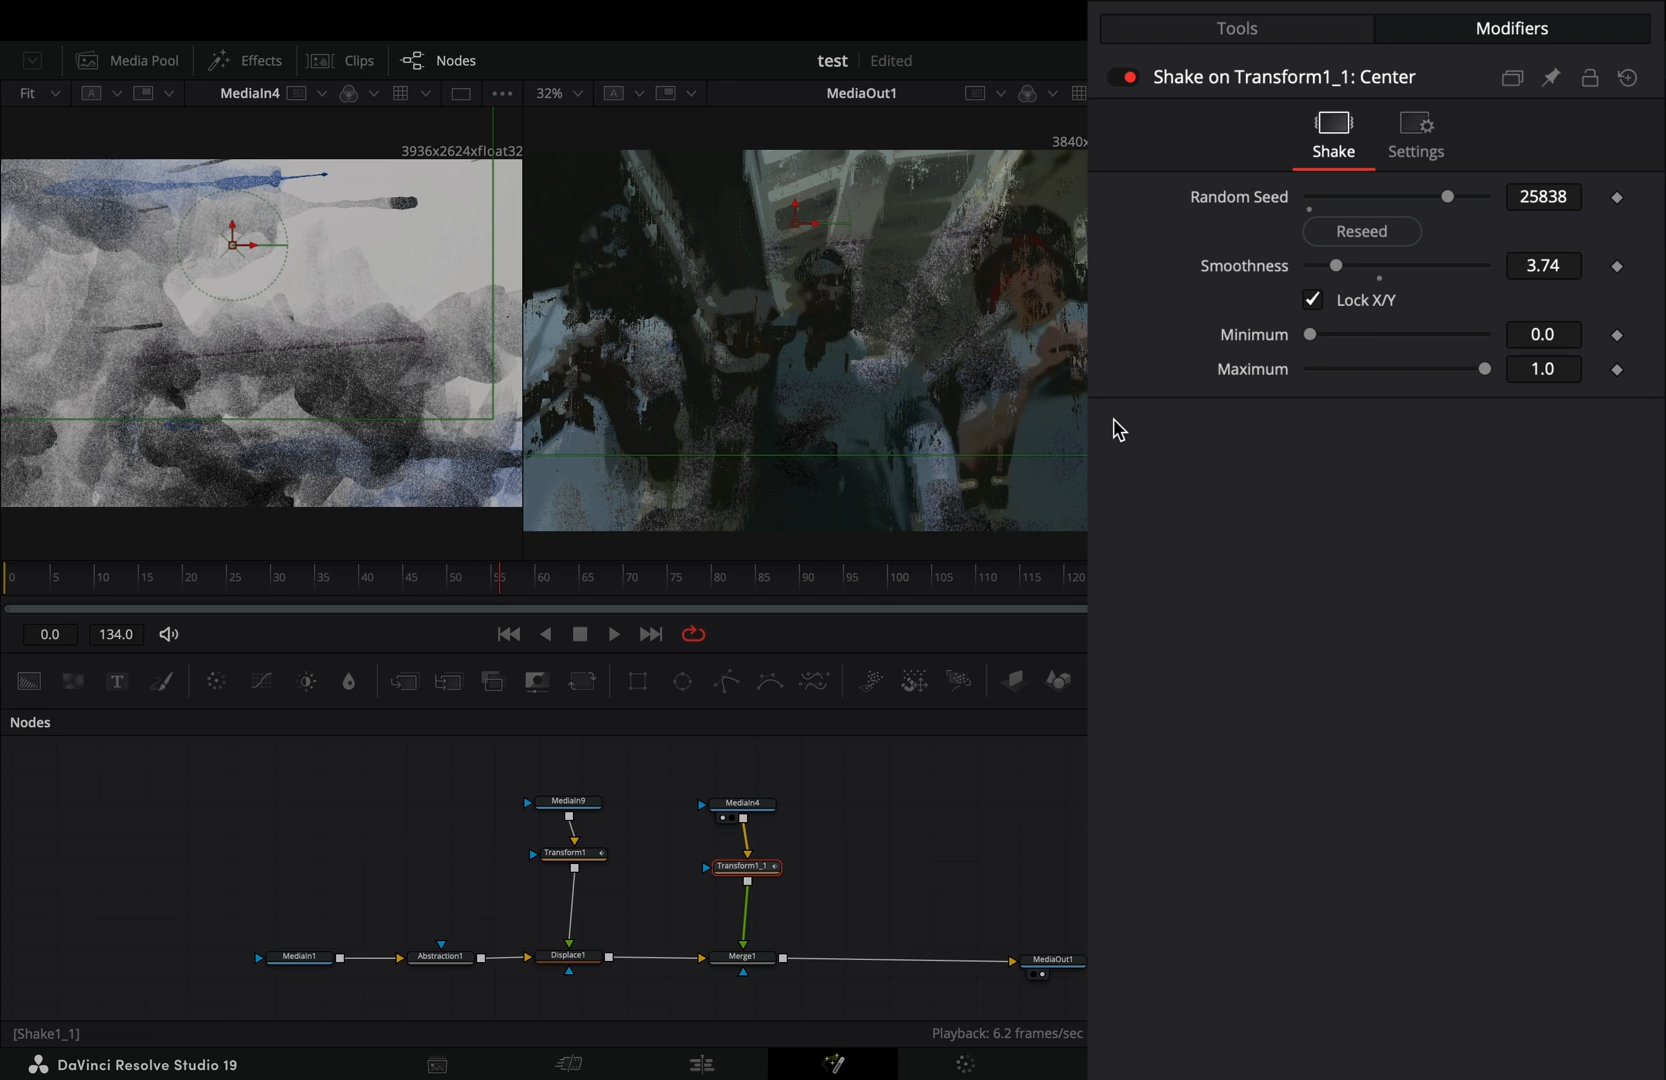 Tools
Modifiers
Media Pool
Effects
Clips
Nodes
test
Edited
Shake on Transform1_1: Center
Fit
A
MediaIn4
32%
A
MediaOut1
3936x2624xfloat32
3840x
Shake
Settings
Random Seed
25838
Reseed
Smoothness
3.74
Lock X/Y
Minimum
0.0
Maximum
1.0
0 5 10 15 20 25 30 35 40 45 50 55 60 65 70 75 80 85 90 95 100 105 110 115 120
0.0
134.0
T
Nodes
MediaIn9
MediaIn4
Transform1
Transform1_1
MediaIn1
Abstraction1
Displace1
Merge1
MediaOut1
[Shake1_1]
Playback: 6.2 frames/sec
DaVinci Resolve Studio 19